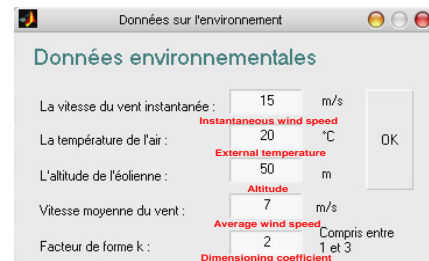 Données sur l'environnement
Données environnementales
La vitesse du vent instantanée : 15 m/s
Instantaneous wind speed
La température de l'air : 20 °C OK
External temperature
L'altitude de l'éolienne : 50 m
Altitude
Vitesse moyenne du vent : 7 m/s
Average wind speed
Facteur de forme k : 2 Compris entre
1 et 3
Dimensioning coefficient